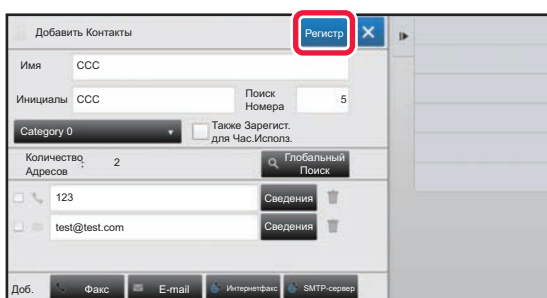 Добавить Контакты Регистр
Имя CCC
Инициалы CCC Поиск Номера 5
Category 0 Также Зарегист. для Час.Исполз.
Количество Адресов : 2 Глобальный Поиск
123 Сведения
test@test.com Сведения
Доб. Факс E-mail Интернетфакс SMTP-сервер